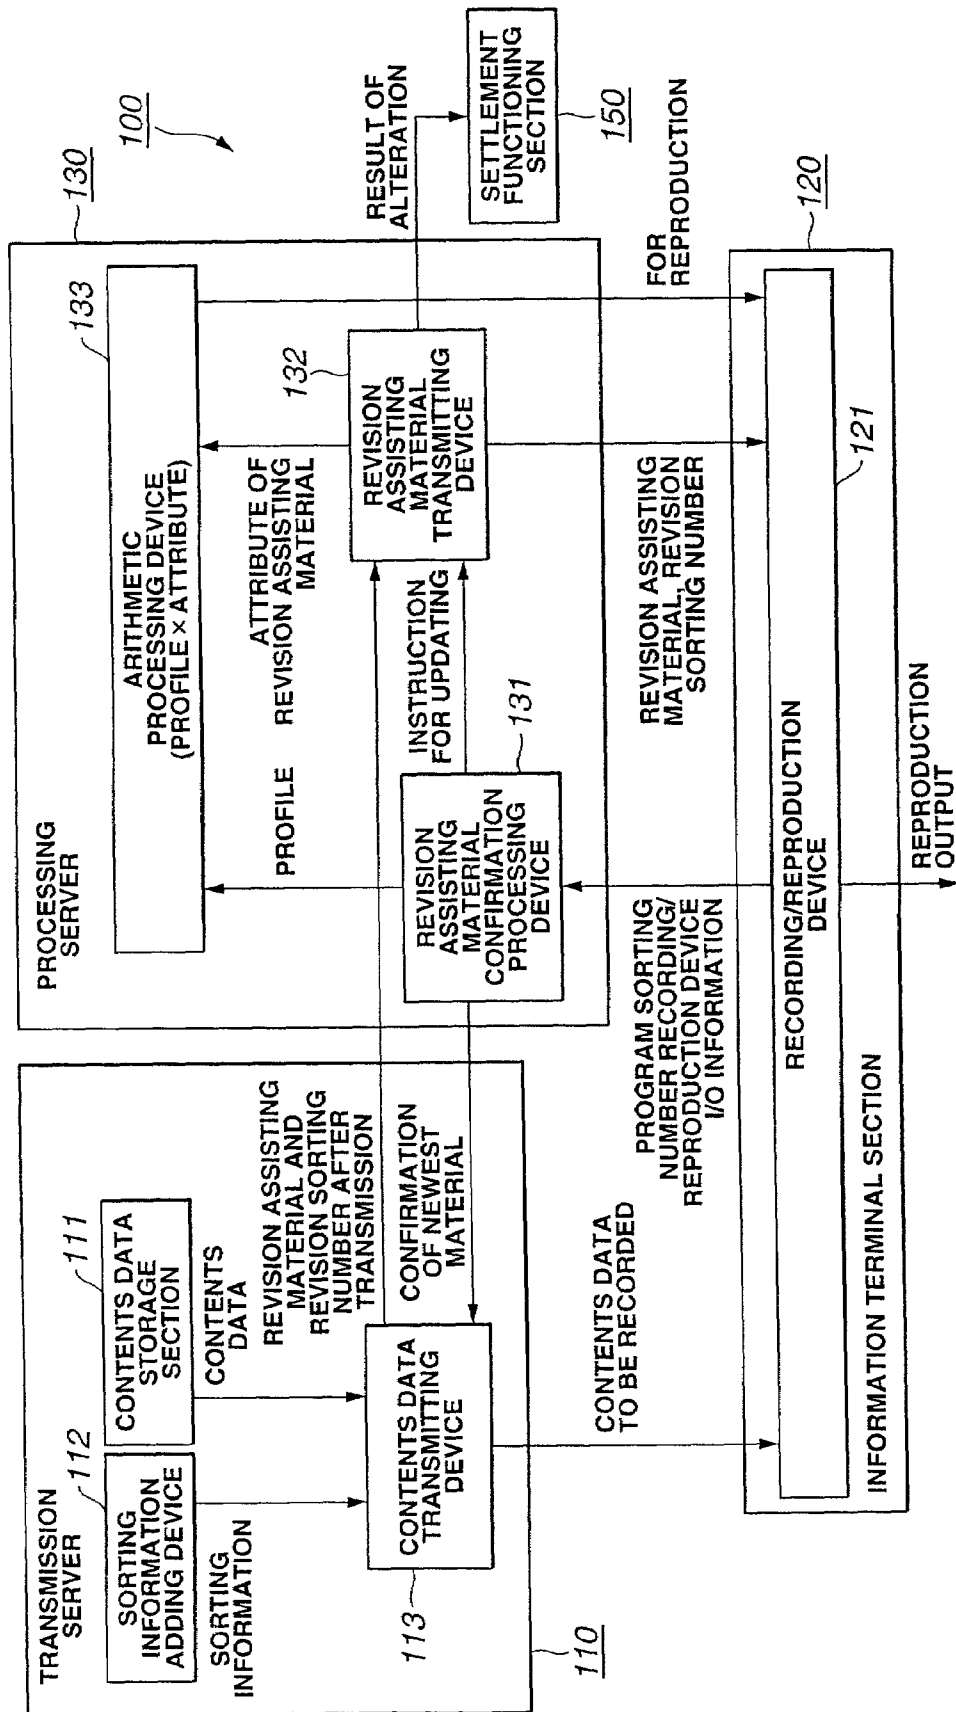 100
TRANSMISSION
SERVER
112
SORTING
INFORMATION
ADDING DEVICE
111
CONTENTS DATA
STORAGE
SECTION
SORTING
INFORMATION
CONTENTS
DATA
REVISION ASSISTING
MATERIAL AND
REVISION SORTING
NUMBER AFTER
TRANSMISSION
CONFIRMATION
OF NEWEST
MATERIAL
113
CONTENTS DATA
TRANSMITTING
DEVICE
110
CONTENTS DATA
TO BE RECORDED
PROCESSING
SERVER
130
133
ARITHMETIC
PROCESSING DEVICE
(PROFILE × ATTRIBUTE)
PROFILE
ATTRIBUTE OF
REVISION ASSISTING
MATERIAL
INSTRUCTION
FOR UPDATING
132
REVISION
ASSISTING
MATERIAL
TRANSMITTING
DEVICE
131
REVISION
ASSISTING
MATERIAL
CONFIRMATION
PROCESSING
DEVICE
RESULT OF
ALTERATION
SETTLEMENT
FUNCTIONING
SECTION
150
PROGRAM SORTING
NUMBER RECORDING/
REPRODUCTION DEVICE
I/O INFORMATION
REVISION ASSISTING
MATERIAL, REVISION
SORTING NUMBER
FOR
REPRODUCTION
120
RECORDING/REPRODUCTION
DEVICE
121
INFORMATION TERMINAL SECTION
REPRODUCTION
OUTPUT